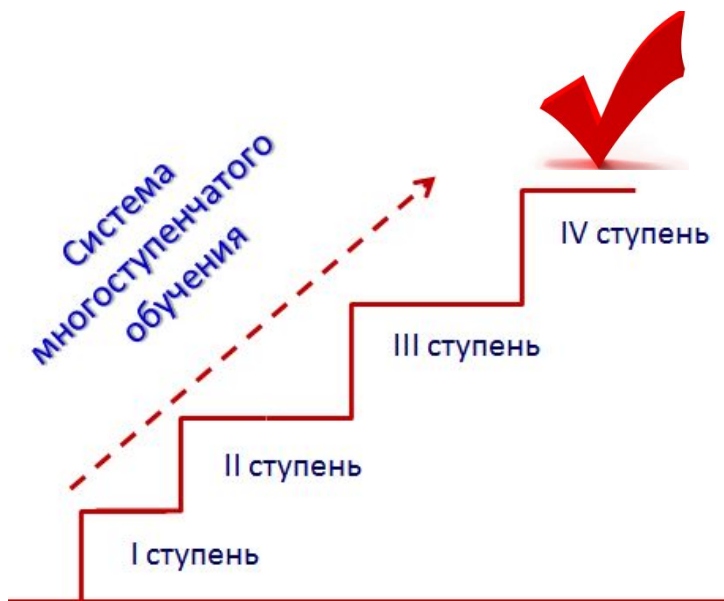 Система
многоступенчатого
обучения
IV ступень
III ступень
II ступень
I ступень